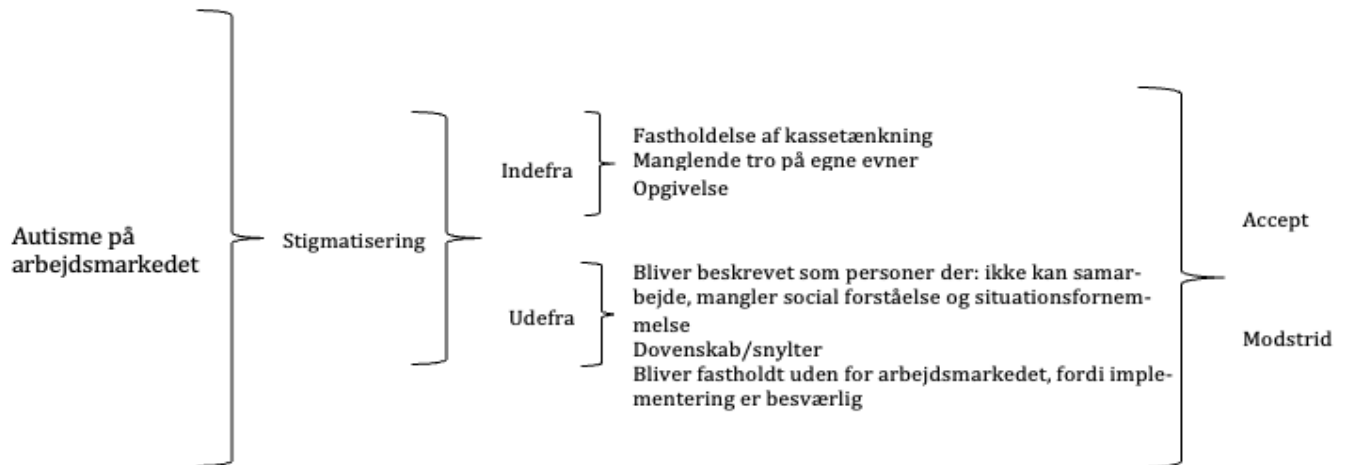 Autisme på
arbejdsmarkedet
Stigmatisering
Indefra
Fastholdelse af kassetænkning
Manglende tro på egne evner
Opgivelse
Udefra
Bliver beskrevet som personer der: ikke kan samar-
bejde, mangler social forståelse og situationsfornem-
melse
Dovenskab/snylter
Bliver fastholdt uden for arbejdsmarkedet, fordi imple-
mentering er besværlig
Accept
Modstrid